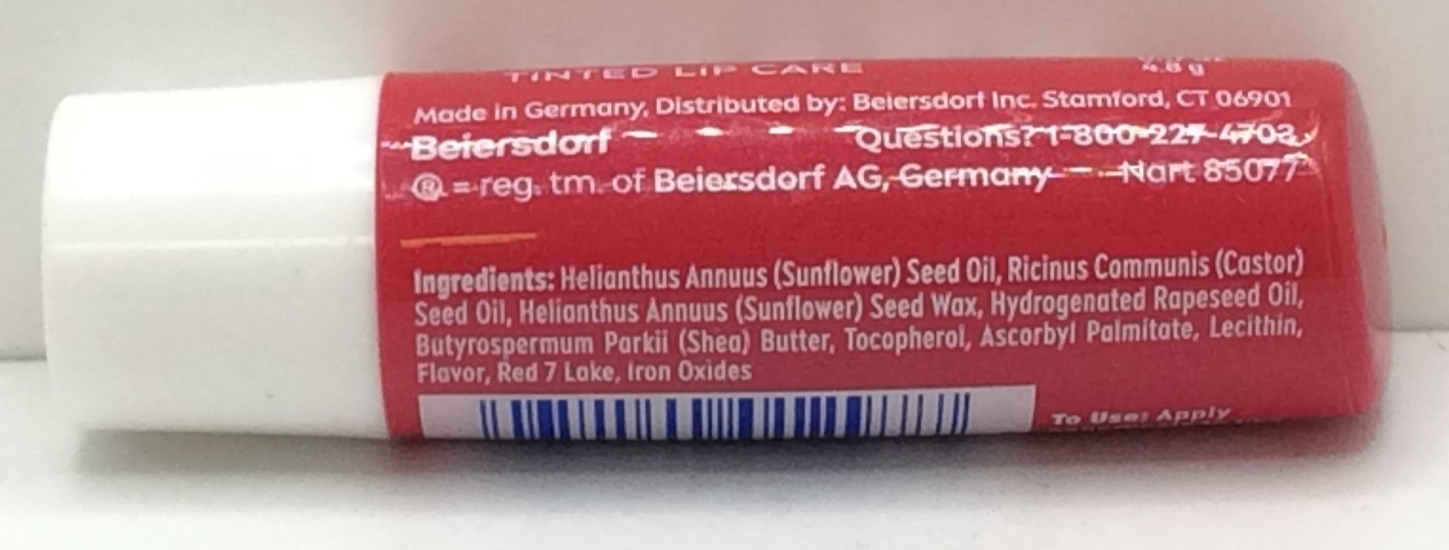 TINTED LIP CARE
4.8 g
Made in Germany, Distributed by: Beiersdorf Inc. Stamford, CT 06901
Beiersdorf Questions? 1-800-227-4703
® = reg. tm. of Beiersdorf AG, Germany Nart 85077
Ingredients: Helianthus Annuus (Sunflower) Seed Oil, Ricinus Communis (Castor)
Seed Oil, Helianthus Annuus (Sunflower) Seed Wax, Hydrogenated Rapeseed Oil,
Butyrospermum Parkii (Shea) Butter, Tocopherol, Ascorbyl Palmitate, Lecithin,
Flavor, Red 7 Lake, Iron Oxides
To Use: Apply